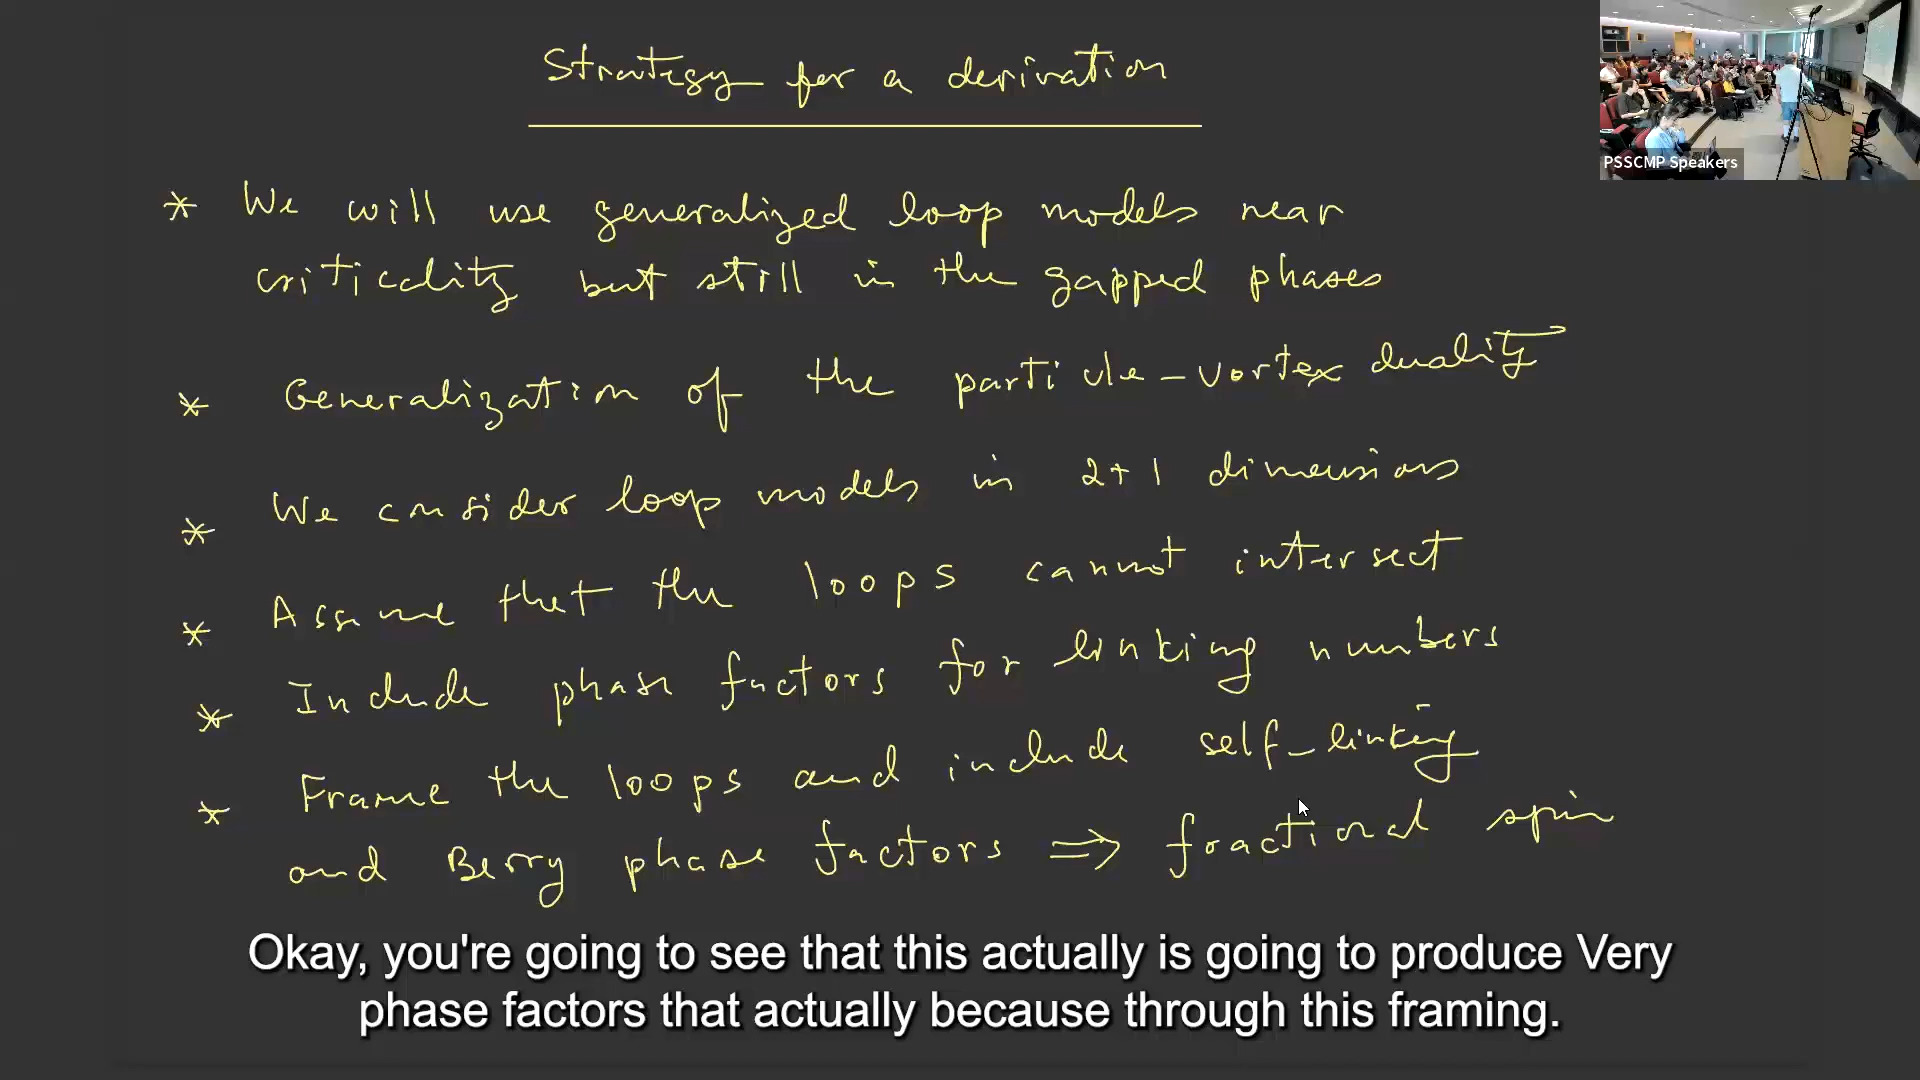 Strategy for a derivation
PSSCMP Speakers
* We will use generalized loop models near
criticality but still in the gapped phases
* Generalization of the particle-vortex duality
* We consider loop models in 2+1 dimensions
* Assume that the loops cannot intersect
* Include phase factors for linking numbers
* Frame the loops and include self-linking
and Berry phase factors ⇒ fractional spin
Okay, you're going to see that this actually is going to produce Very
phase factors that actually because through this framing.